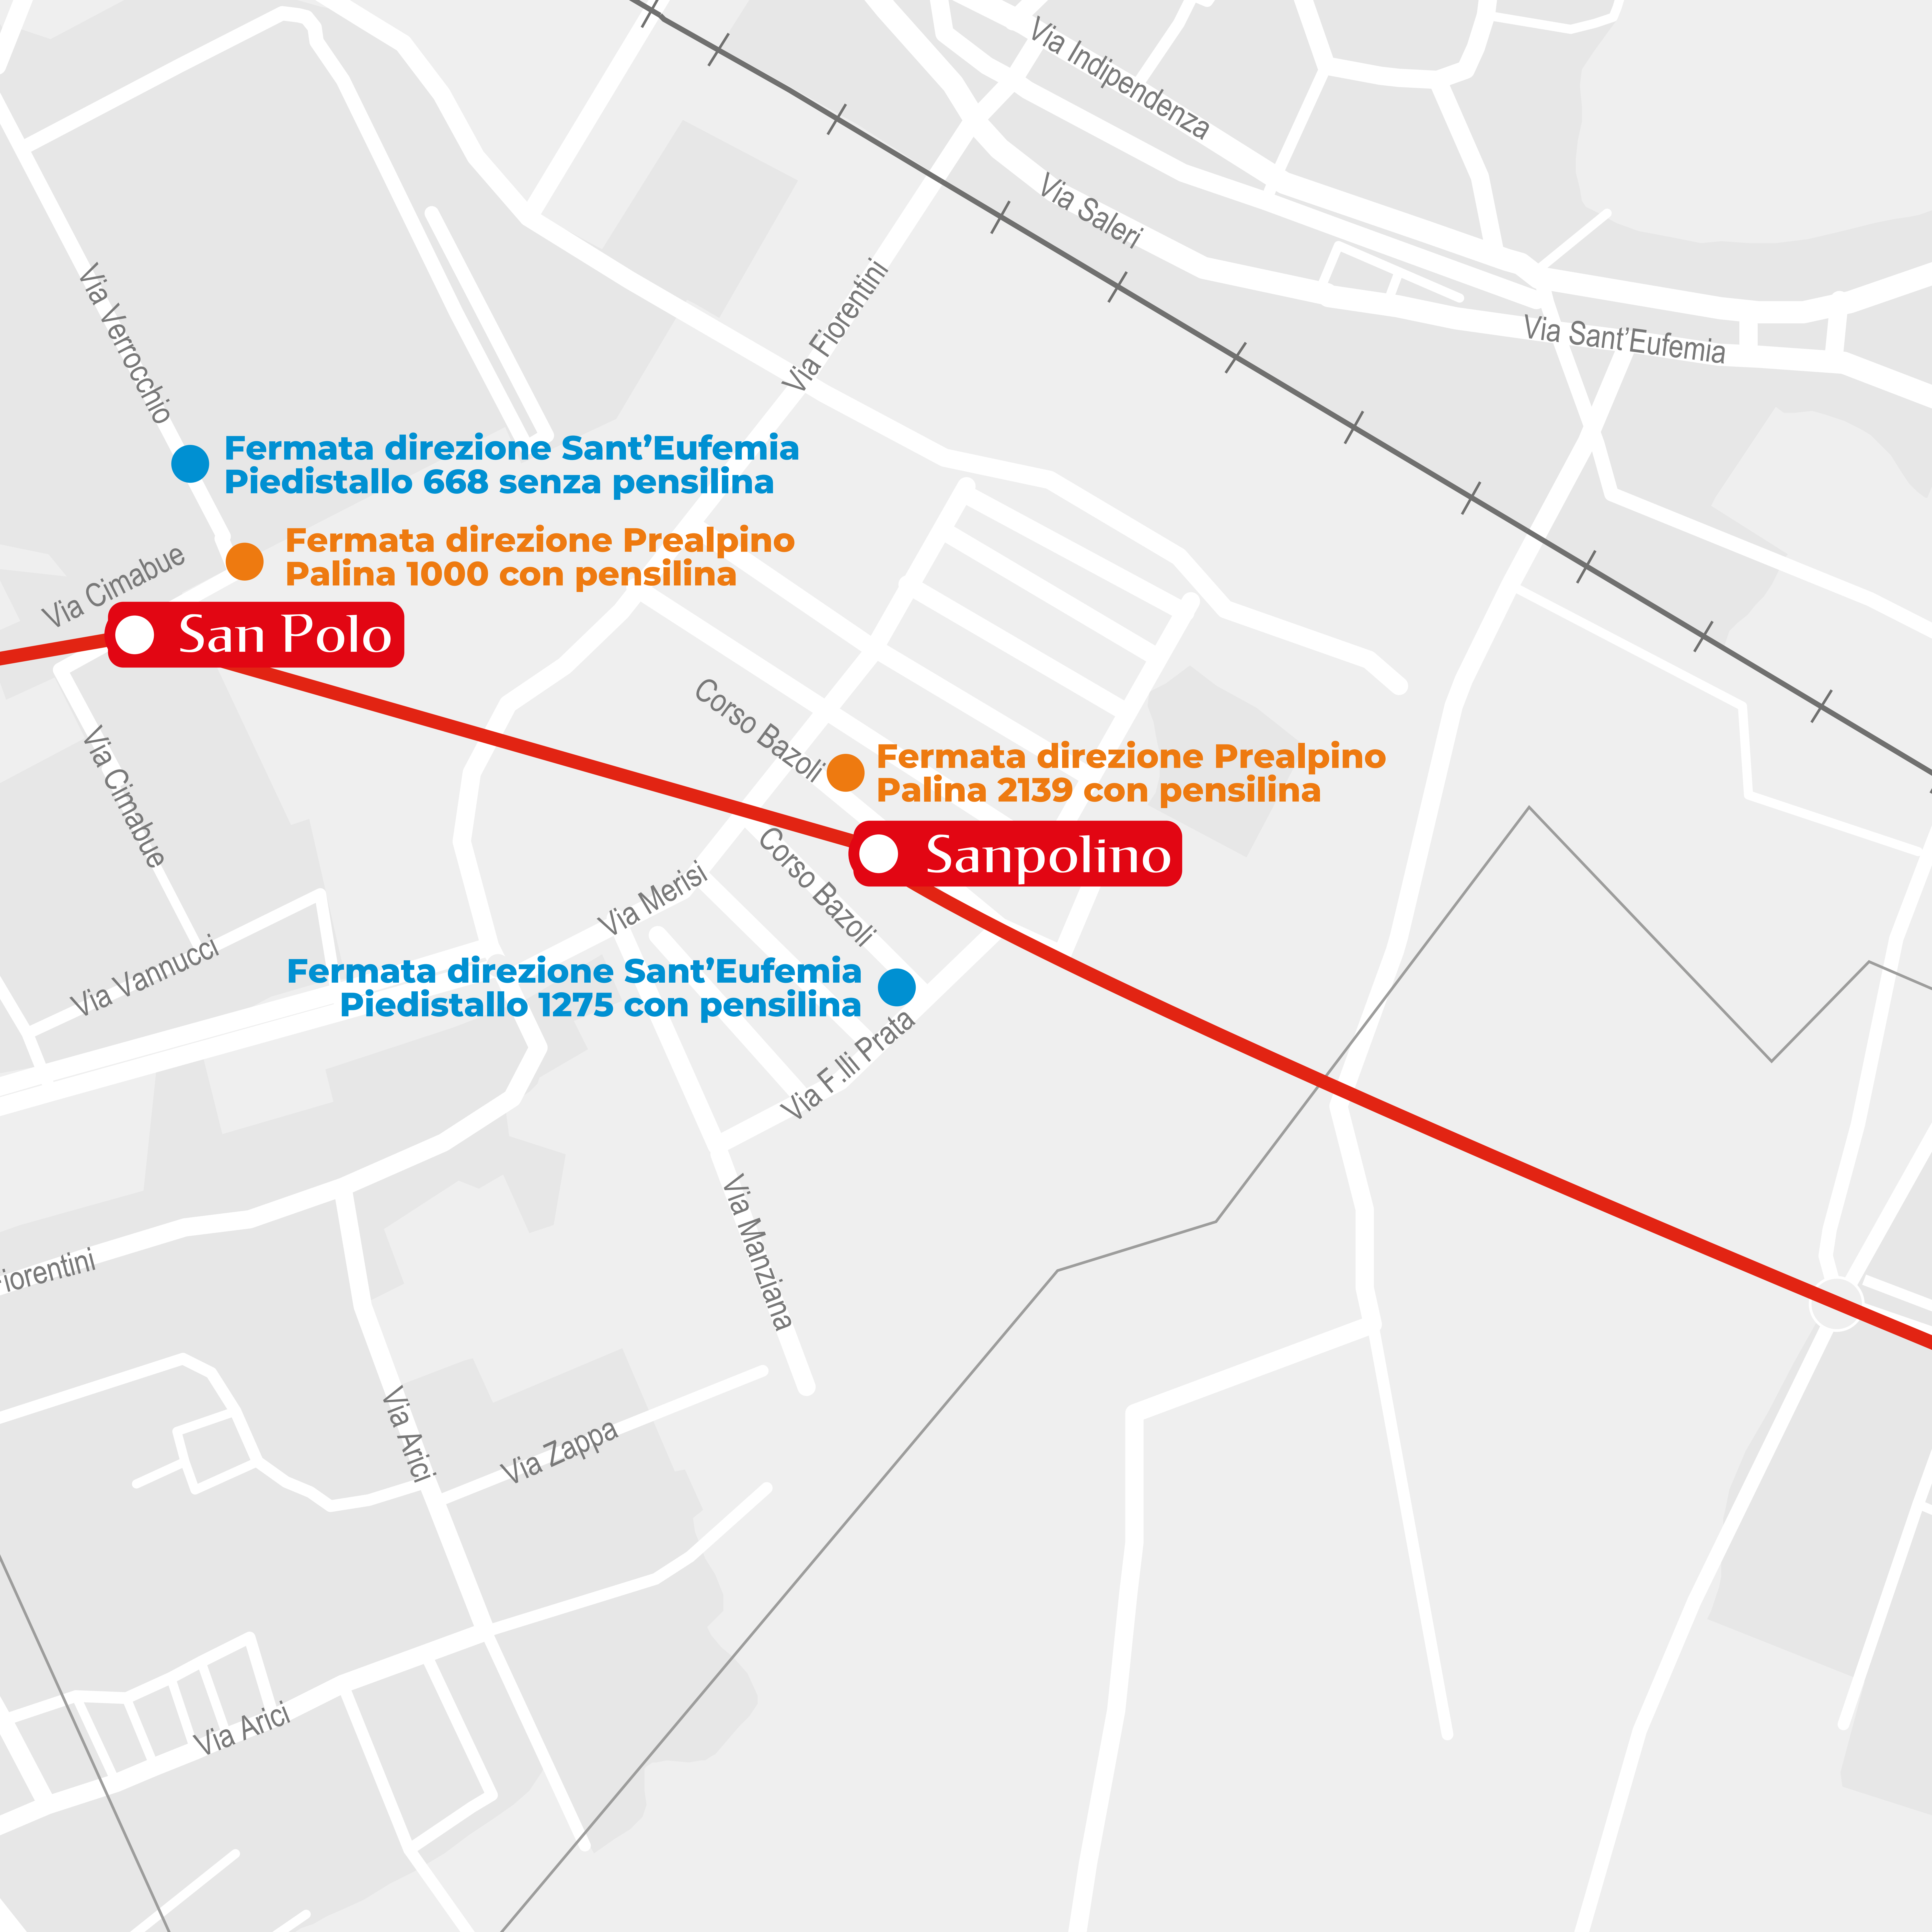 Via Indipendenza
Via Saleri
Via Fiorentini
Via Verrocchio
Via Sant'Eufemia
Fermata direzione Sant'Eufemia
Piedistallo 668 senza pensilina
Fermata direzione Prealpino
Palina 1000 con pensilina
Via Cimabue
San Polo
Corso Bazoli
Via Cimabue
Fermata direzione Prealpino
Palina 2139 con pensilina
Sanpolino
Corso Bazoli
Via Merisi
Via Vannucci
Fermata direzione Sant'Eufemia
Piedistallo 1275 con pensilina
Via F.lli Prata
Via Manziana
iorentini
Via Arici
Via Zappa
Via Arici